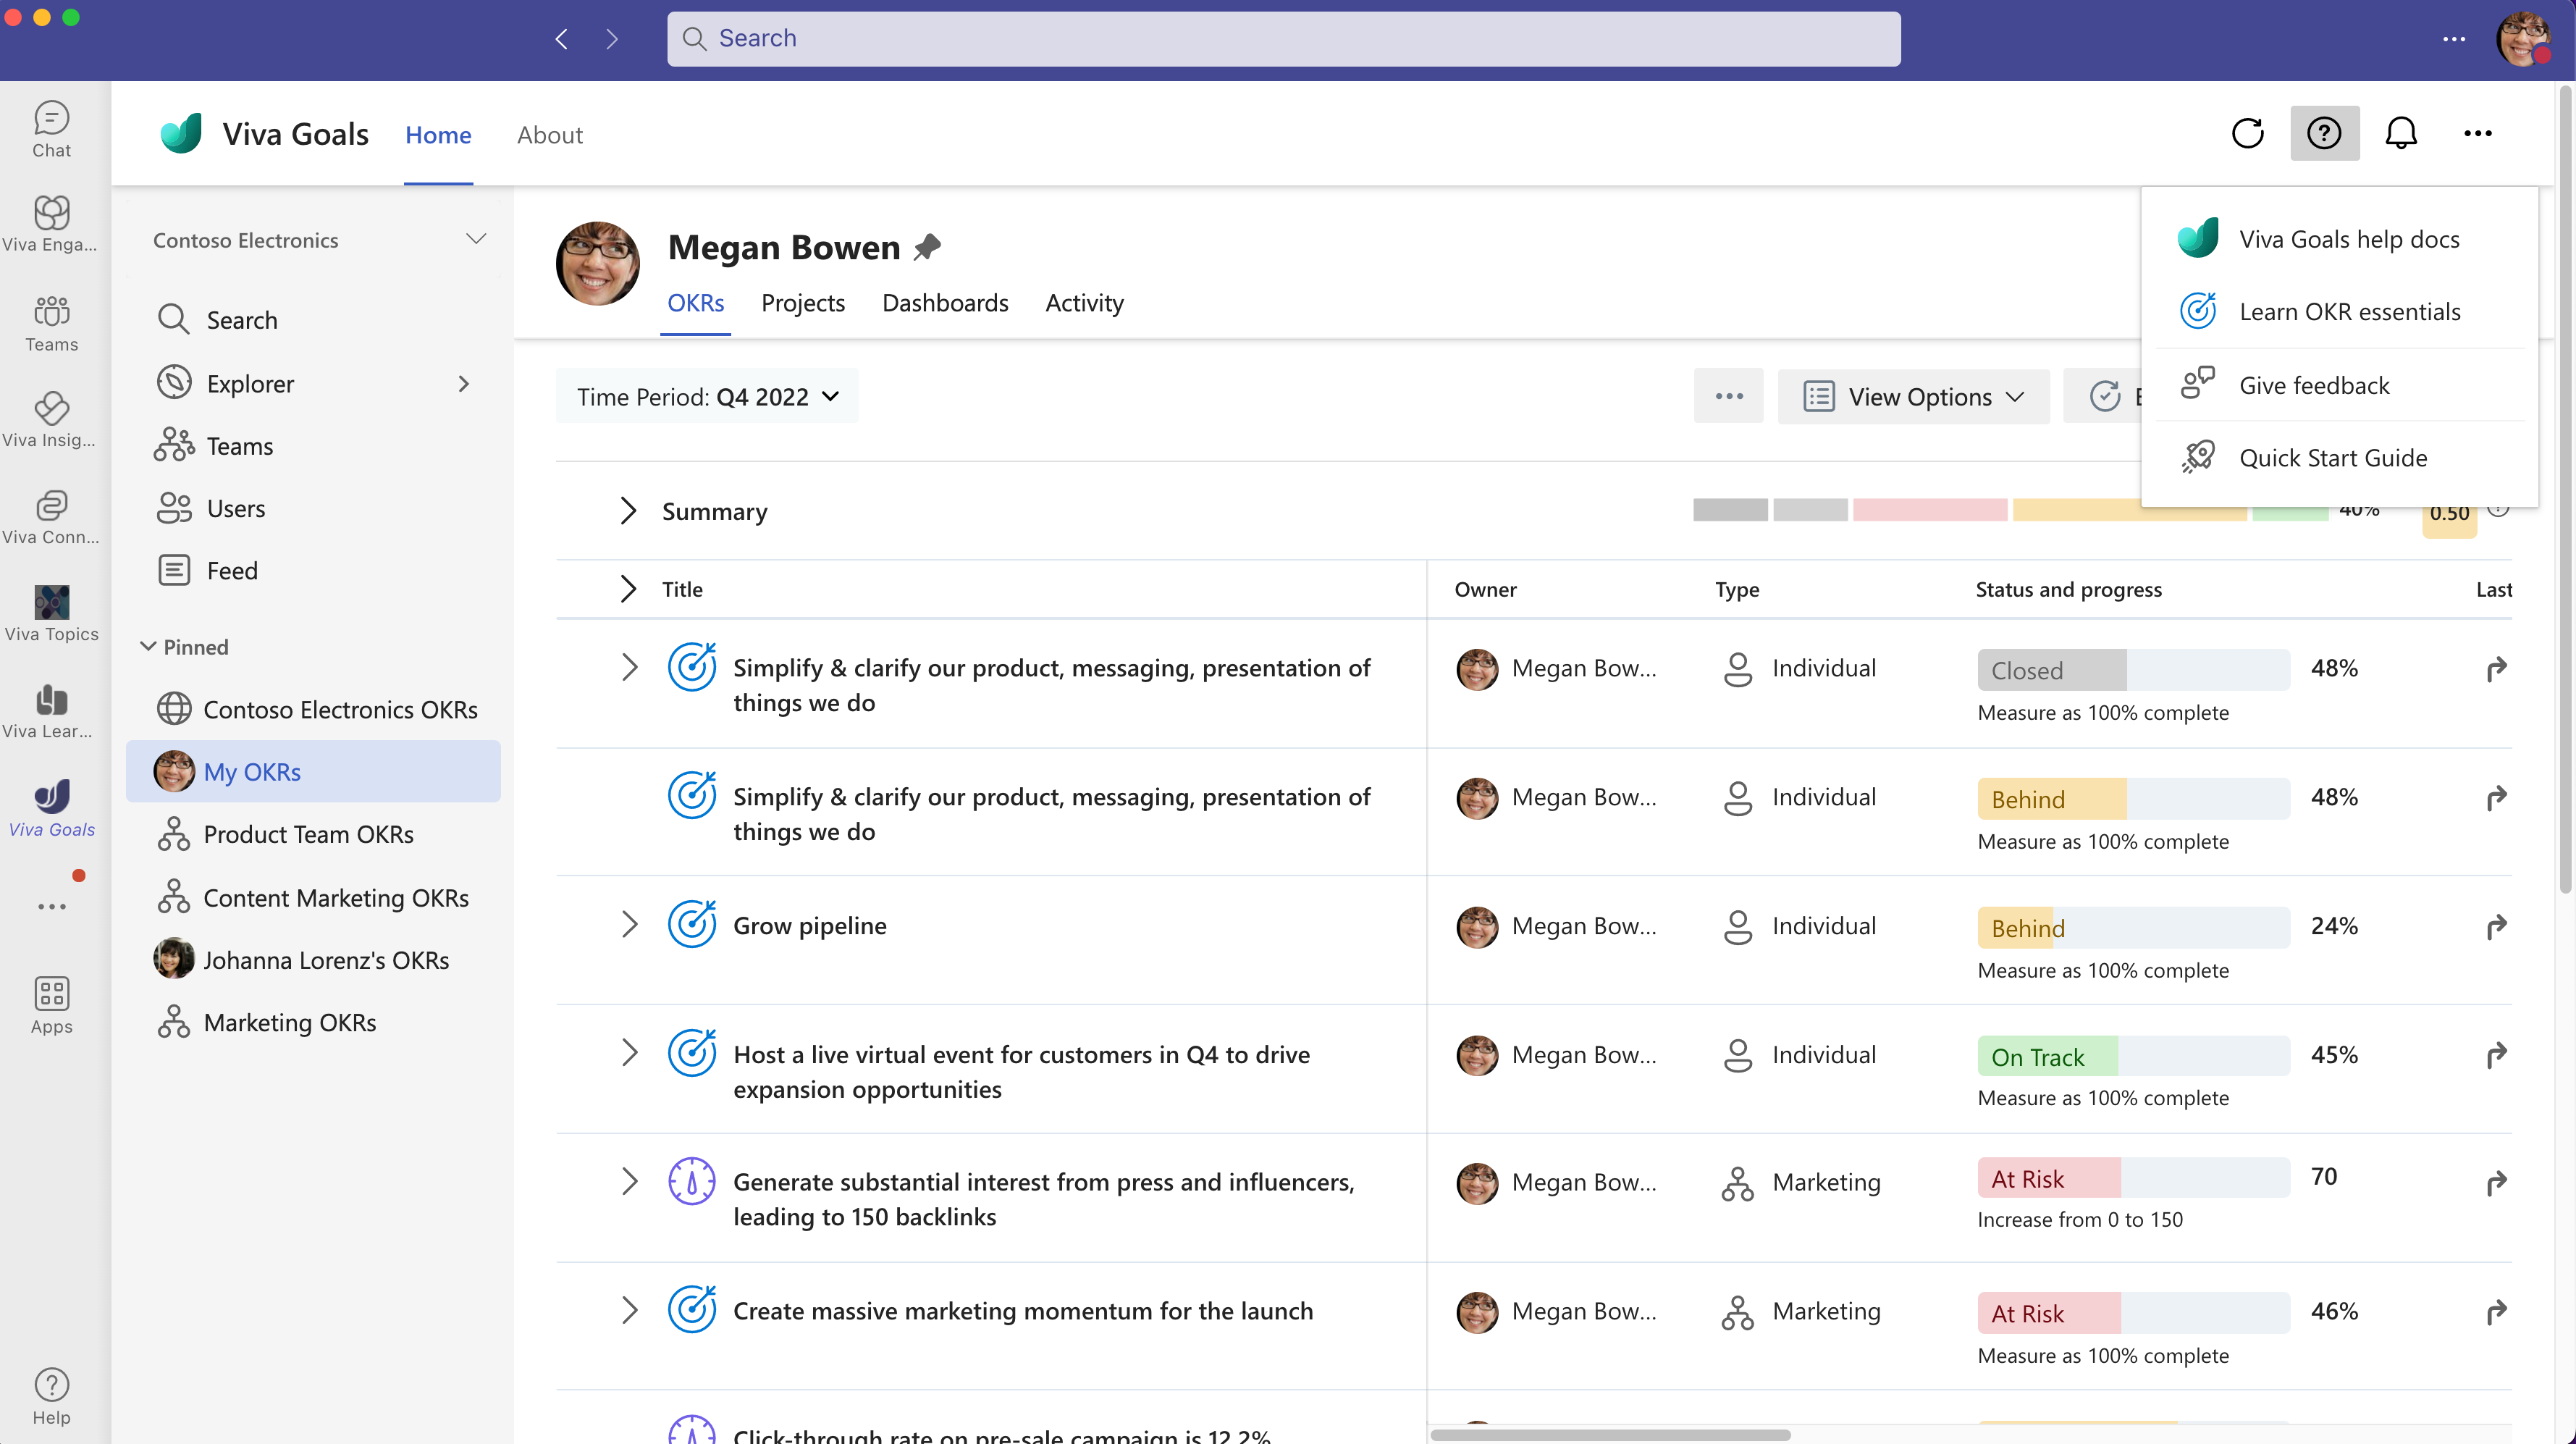 Search
Chat
Viva Enga...
Teams
Viva Insig...
Viva Conn...
Viva Topics
Viva Lear...
Viva Goals
Apps
Help
Viva Goals
Home
About
Contoso Electronics
Search
Explorer
Teams
Users
Feed
Pinned
Contoso Electronics OKRs
My OKRs
Product Team OKRs
Content Marketing OKRs
Johanna Lorenz's OKRs
Marketing OKRs
Megan Bowen
OKRs
Projects
Dashboards
Activity
Viva Goals help docs
Learn OKR essentials
Give feedback
Quick Start Guide
Time Period: Q4 2022
View Options
Summary
40%
0.50
Title
Owner
Type
Status and progress
Last
Simplify & clarify our product, messaging, presentation of
things we do
Megan Bow...
Individual
Closed
48%
Measure as 100% complete
Simplify & clarify our product, messaging, presentation of
things we do
Megan Bow...
Individual
Behind
48%
Measure as 100% complete
Grow pipeline
Megan Bow...
Individual
Behind
24%
Measure as 100% complete
Host a live virtual event for customers in Q4 to drive
expansion opportunities
Megan Bow...
Individual
On Track
45%
Measure as 100% complete
Generate substantial interest from press and influencers,
leading to 150 backlinks
Megan Bow...
Marketing
At Risk
70
Increase from 0 to 150
Create massive marketing momentum for the launch
Megan Bow...
Marketing
At Risk
46%
Measure as 100% complete
Click-through rate on pre-sale campaign is 12.2%